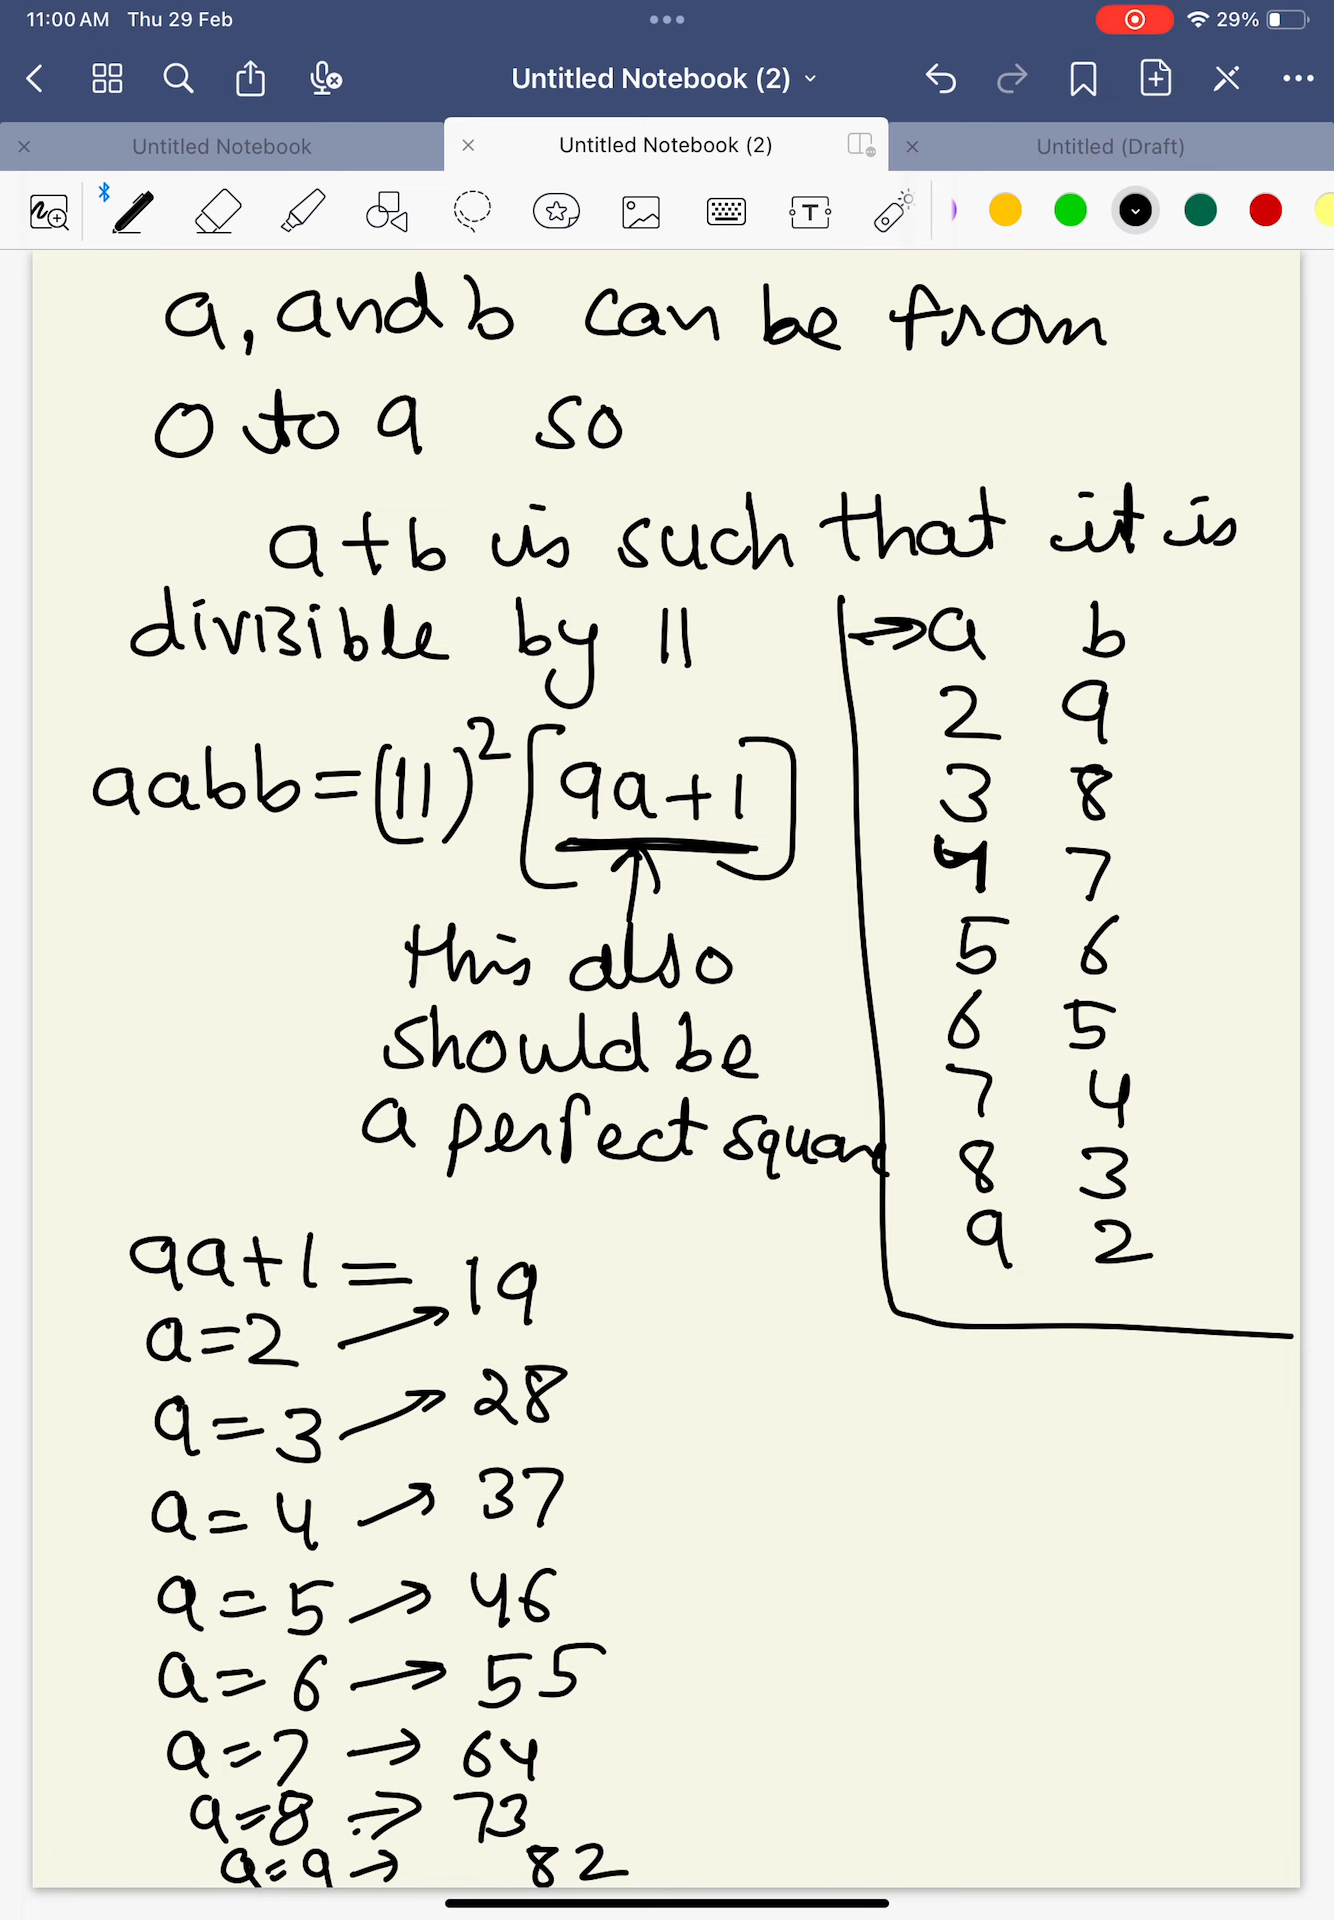 11:00 AM Thu 29 Feb
29%
Untitled Notebook (2)
Untitled Notebook
Untitled Notebook (2)
Untitled (Draft)
T
a, and b can be from
0 to 9 so
a+b is such that it is
divisible by 11
→ a b
2 9
3 8
4 7
5 6
6 5
7 4
8 3
9 2
aabb = (11)² [9a+1]
this also
should be
a perfect square
9a+1 = 19
a=2
a=3 → 28
a=4 → 37
a=5 → 46
a=6 → 55
a=7 → 64
a=8 → 73
a=9 → 82